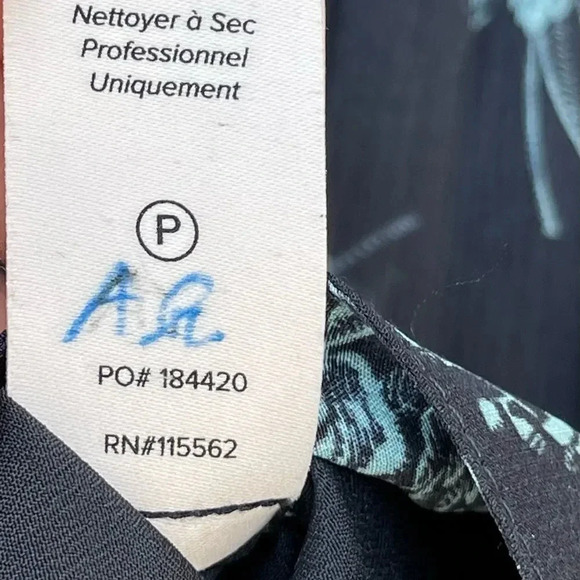 Nettoyer à Sec
Professionnel
Uniquement
P
A.G.
PO# 184420
RN#115562